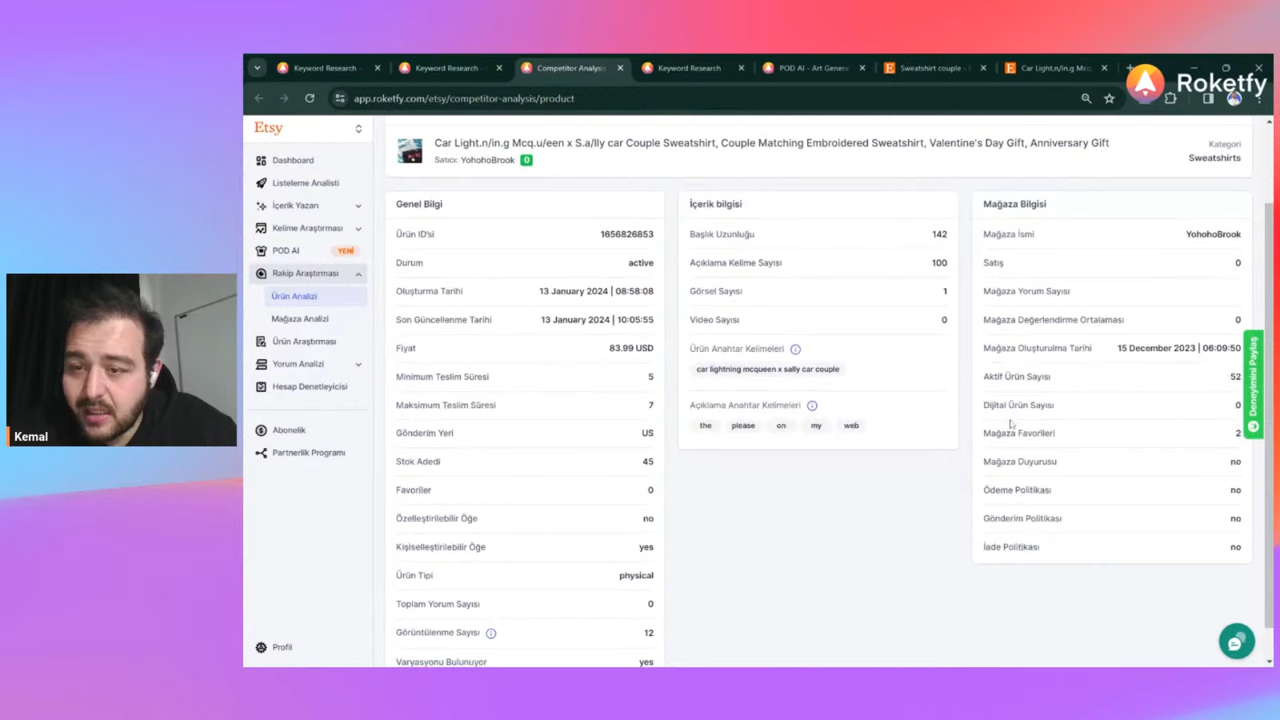 Keyword Research -
Keyword Research -
Competitor Analysis
Keyword Research
POD AI - Art Gener
Sweatshirt couple -
Car Light.n/in.g Mc
Roketfy
app.roketfy.com/etsy/competitor-analysis/product
Etsy
Dashboard
Listeleme Analisti
İçerik Yazarı
Kelime Araştırması
POD AI
YENİ
Rakip Araştırması
Ürün Analizi
Mağaza Analizi
Ürün Araştırması
Yorum Analizi
Hesap Denetleyicisi
Abonelik
Partnerlik Programı
Profil
Car Light.n/in.g Mcq.u/een x S.a/lly car Couple Sweatshirt, Couple Matching Embroidered Sweatshirt, Valentine's Day Gift, Anniversary Gift
Satıcı: YohohoBrook 0
Kategori
Sweatshirts
Genel Bilgi
Ürün ID'si 1656826853
Durum active
Oluşturma Tarihi 13 January 2024 | 08:58:08
Son Güncellenme Tarihi 13 January 2024 | 10:05:55
Fiyat 83.99 USD
Minimum Teslim Süresi 5
Maksimum Teslim Süresi 7
Gönderim Yeri US
Stok Adedi 45
Favoriler 0
Özelleştirilebilir Öğe no
Kişiselleştirilebilir Öğe yes
Ürün Tipi physical
Toplam Yorum Sayısı 0
Görüntülenme Sayısı 12
Varyasyonu Bulunuyor yes
İçerik bilgisi
Başlık Uzunluğu 142
Açıklama Kelime Sayısı 100
Görsel Sayısı 1
Video Sayısı 0
Ürün Anahtar Kelimeleri
car lightning mcqueen x sally car couple
Açıklama Anahtar Kelimeleri
the please on my web
Mağaza Bilgisi
Mağaza İsmi YohohoBrook
Satış 0
Mağaza Yorum Sayısı
Mağaza Değerlendirme Ortalaması 0
Mağaza Oluşturulma Tarihi 15 December 2023 | 06:09:50
Aktif Ürün Sayısı 52
Dijital Ürün Sayısı 0
Mağaza Favorileri 2
Mağaza Duyurusu no
Ödeme Politikası no
Gönderim Politikası no
İade Politikası no
Deneyimini Paylaş
Kemal